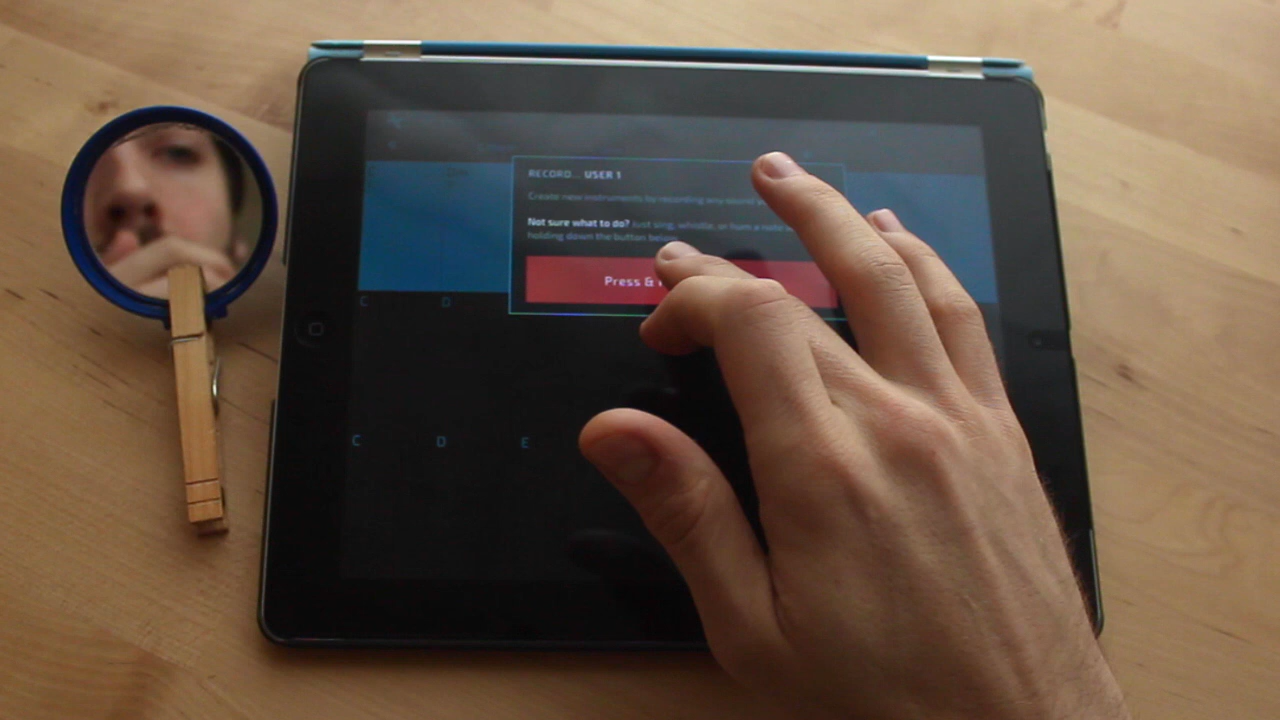 RECORD... USER 1
Create new instruments by recording any sound
Not sure what to do? Just sing, whistle, or hum a note
holding down the button below
Press &
C D
C D E